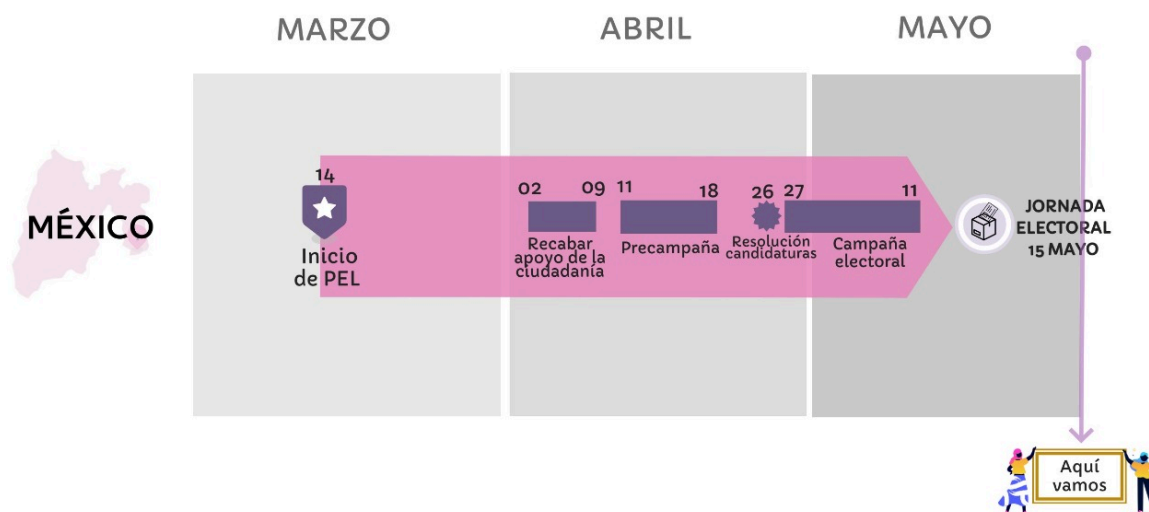 MARZO
ABRIL
MAYO
MÉXICO
14
Inicio
de PEL
02
09
Recabar
apoyo de la
ciudadanía
11
18
Precampaña
26
Resolución
candidaturas
27
11
Campaña
electoral
JORNADA
ELECTORAL
15 MAYO
Aquí
vamos